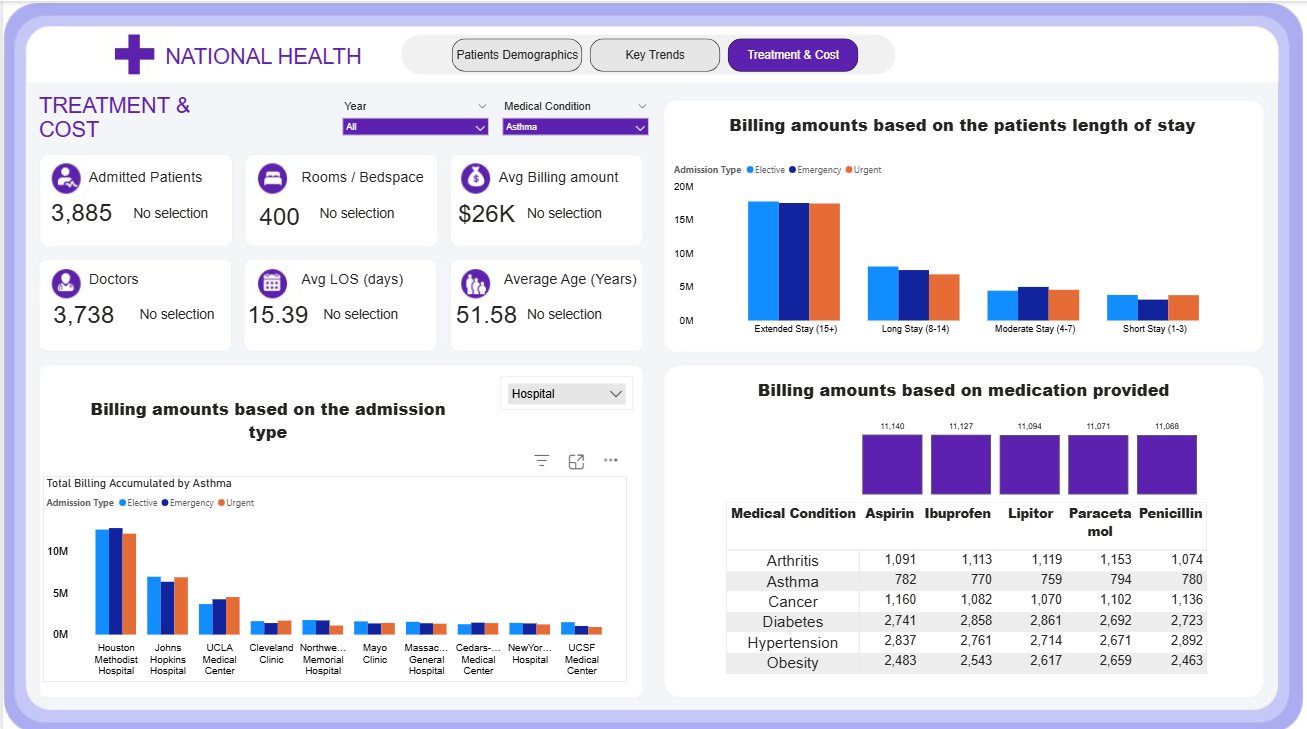 NATIONAL HEALTH
Patients Demographics
Key Trends
Treatment & Cost
TREATMENT &
COST
Year
All
Medical Condition
Asthma
Admitted Patients
3,885 No selection
Rooms / Bedspace
400 No selection
Avg Billing amount
$26K No selection
Doctors
3,738 No selection
Avg LOS (days)
15.39 No selection
Average Age (Years)
51.58 No selection
Billing amounts based on the patients length of stay
Admission Type Elective Emergency Urgent
20M
15M
10M
5M
0M
Extended Stay (15+) Long Stay (8-14) Moderate Stay (4-7) Short Stay (1-3)
Hospital
Billing amounts based on the admission
type
Total Billing Accumulated by Asthma
Admission Type Elective Emergency Urgent
10M
5M
0M
Houston Johns UCLA Cleveland Northwe... Mayo Massac... Cedars-... NewYor... UCSF
Methodist Hopkins Medical Clinic Memorial Clinic General Medical Hospital Medical
Hospital Hospital Center Hospital Hospital Center Center
Billing amounts based on medication provided
11,140 11,127 11,094 11,071 11,068
Medical Condition Aspirin Ibuprofen Lipitor Paraceta Penicillin
mol
Arthritis 1,091 1,113 1,119 1,153 1,074
Asthma 782 770 759 794 780
Cancer 1,160 1,082 1,070 1,102 1,136
Diabetes 2,741 2,858 2,861 2,692 2,723
Hypertension 2,837 2,761 2,714 2,671 2,892
Obesity 2,483 2,543 2,617 2,659 2,463